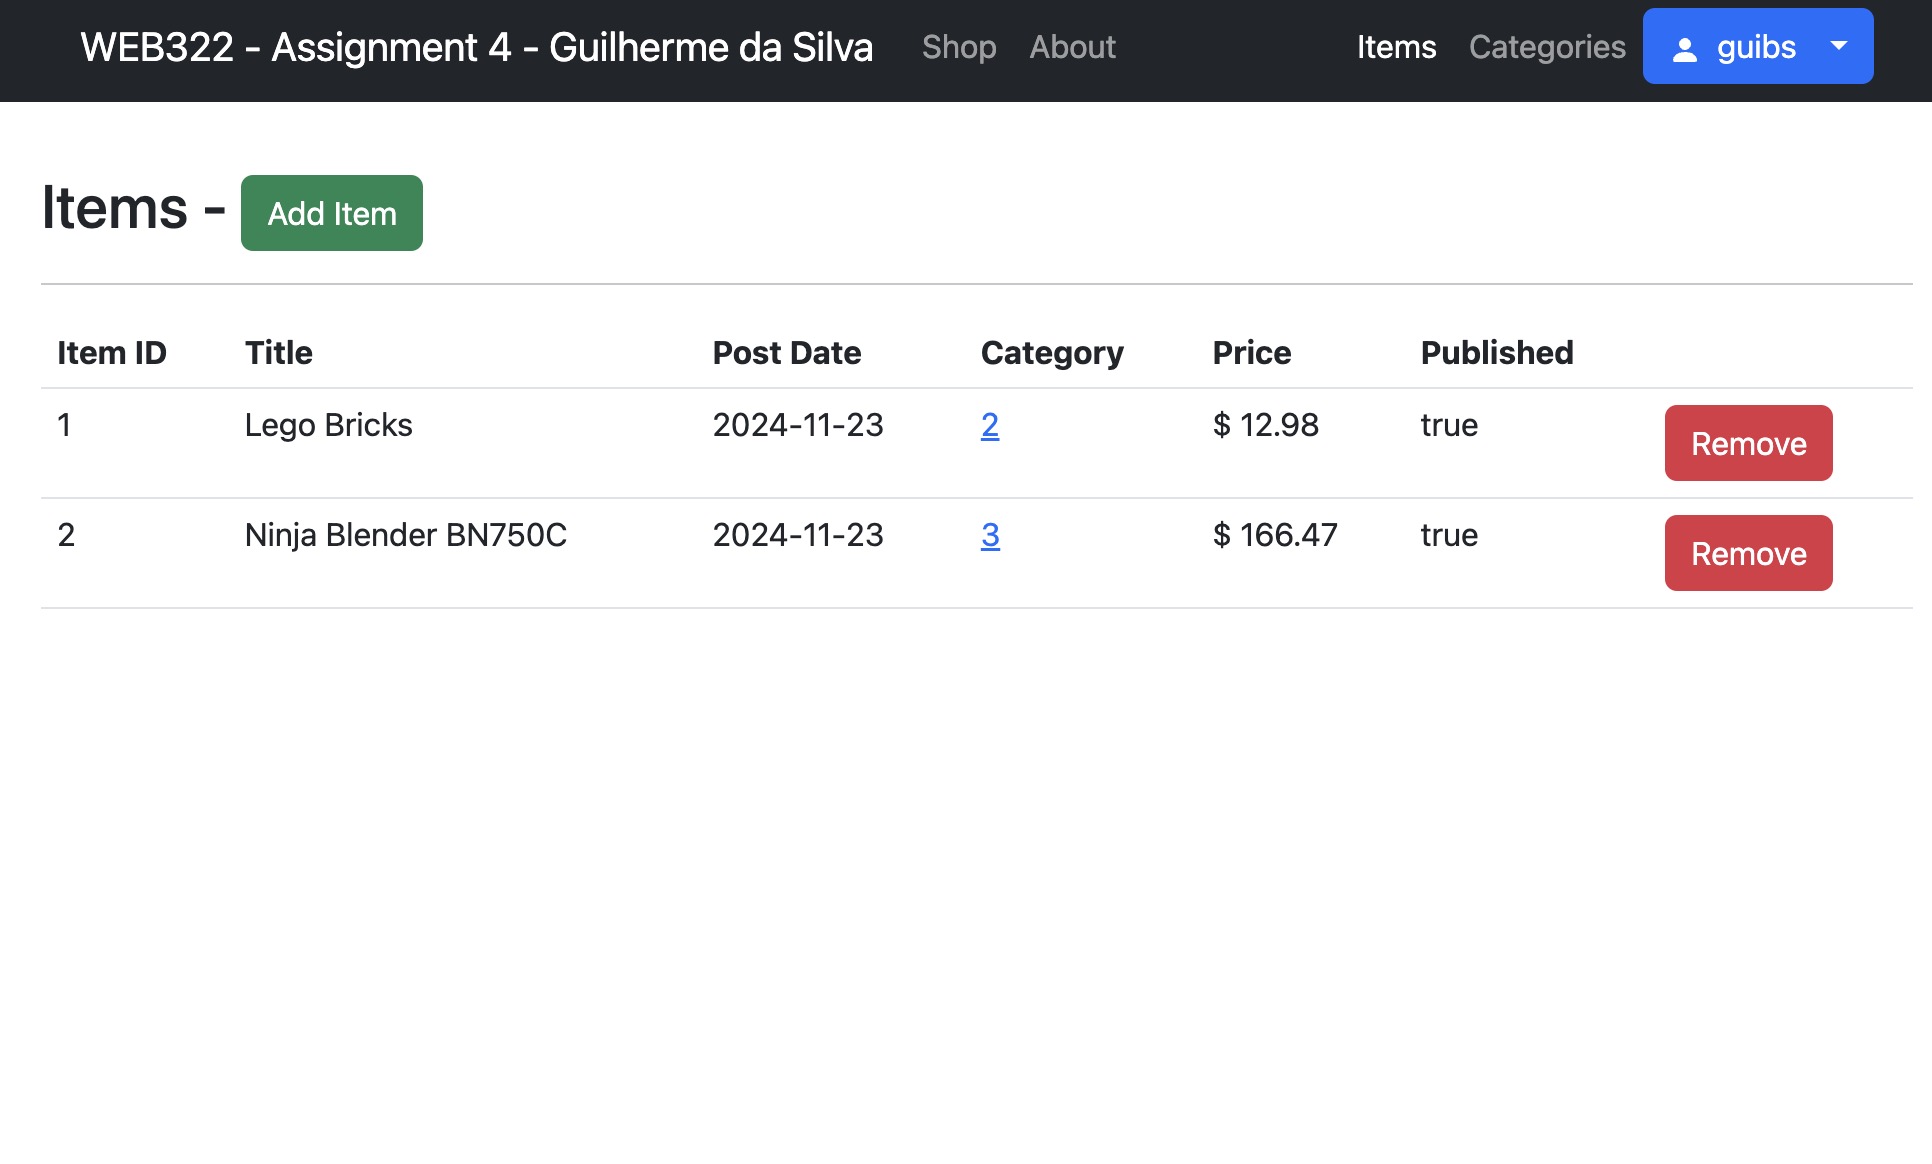 WEB322 - Assignment 4 - Guilherme da Silva Shop About Items Categories guibs
Items - Add Item
Item ID Title Post Date Category Price Published
1 Lego Bricks 2024-11-23 2 $ 12.98 true Remove
2 Ninja Blender BN750C 2024-11-23 3 $ 166.47 true Remove